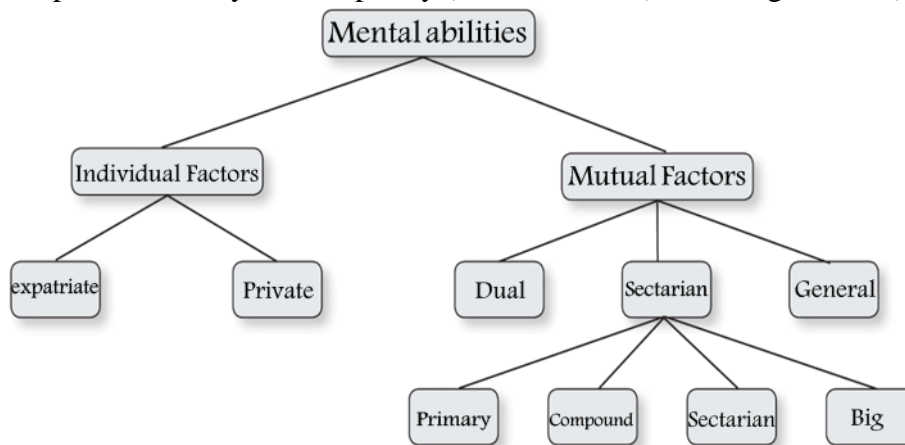 Mental abilities
Individual Factors
Mutual Factors
expatriate
Private
Dual
Sectarian
General
Primary
Compound
Sectarian
Big